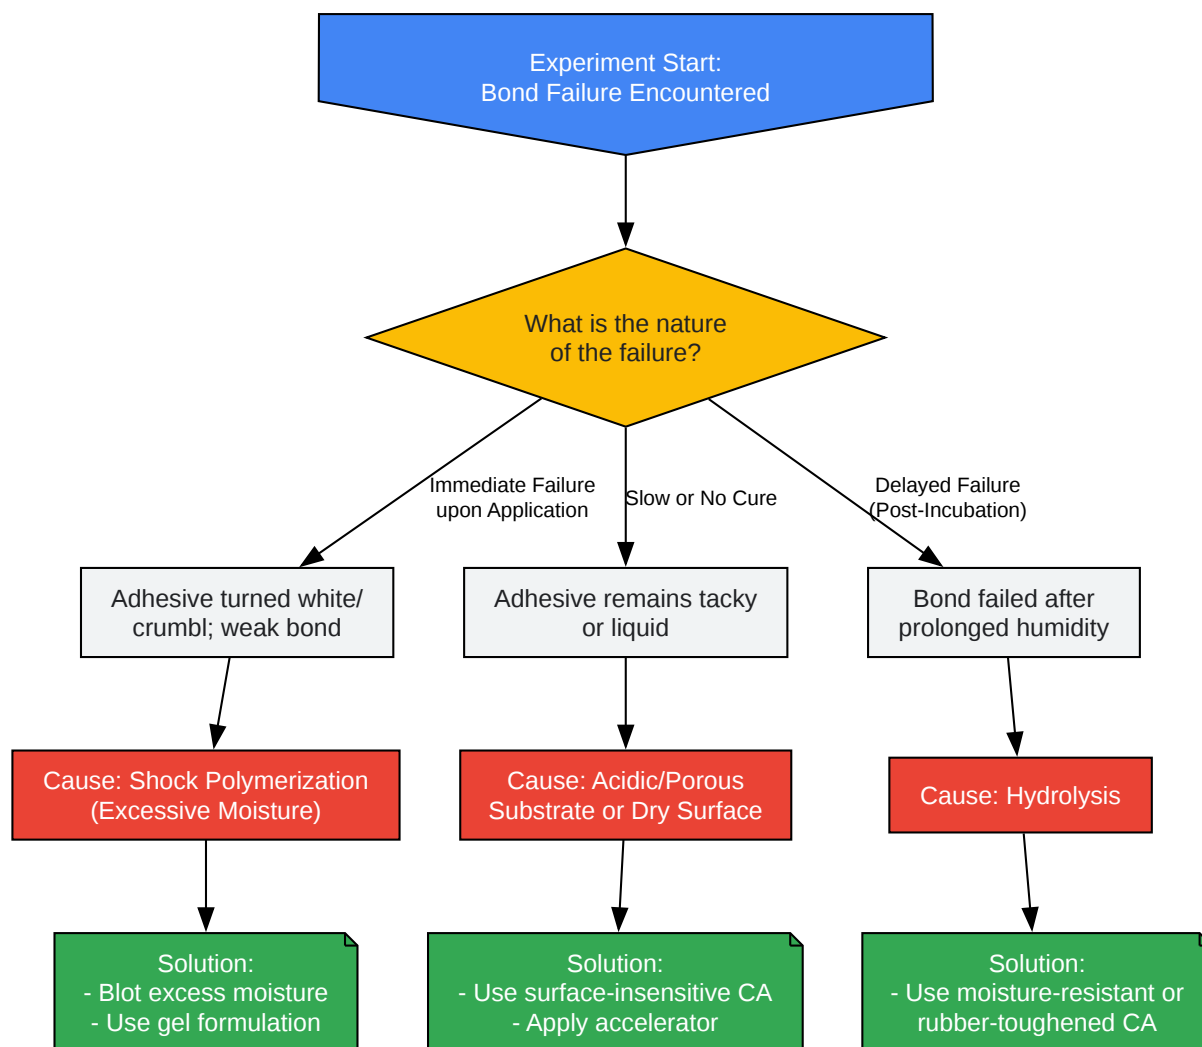 Experiment Start:
Bond Failure Encountered
What is the nature
of the failure?
Immediate Failure
upon Application
Slow or No Cure
Delayed Failure
(Post-Incubation)
Adhesive turned white/
crumbl; weak bond
Adhesive remains tacky
or liquid
Bond failed after
prolonged humidity
Cause: Shock Polymerization
(Excessive Moisture)
Cause: Acidic/Porous
Substrate or Dry Surface
Cause: Hydrolysis
Solution:
- Blot excess moisture
- Use gel formulation
Solution:
- Use surface-insensitive CA
- Apply accelerator
Solution:
- Use moisture-resistant or
rubber-toughened CA